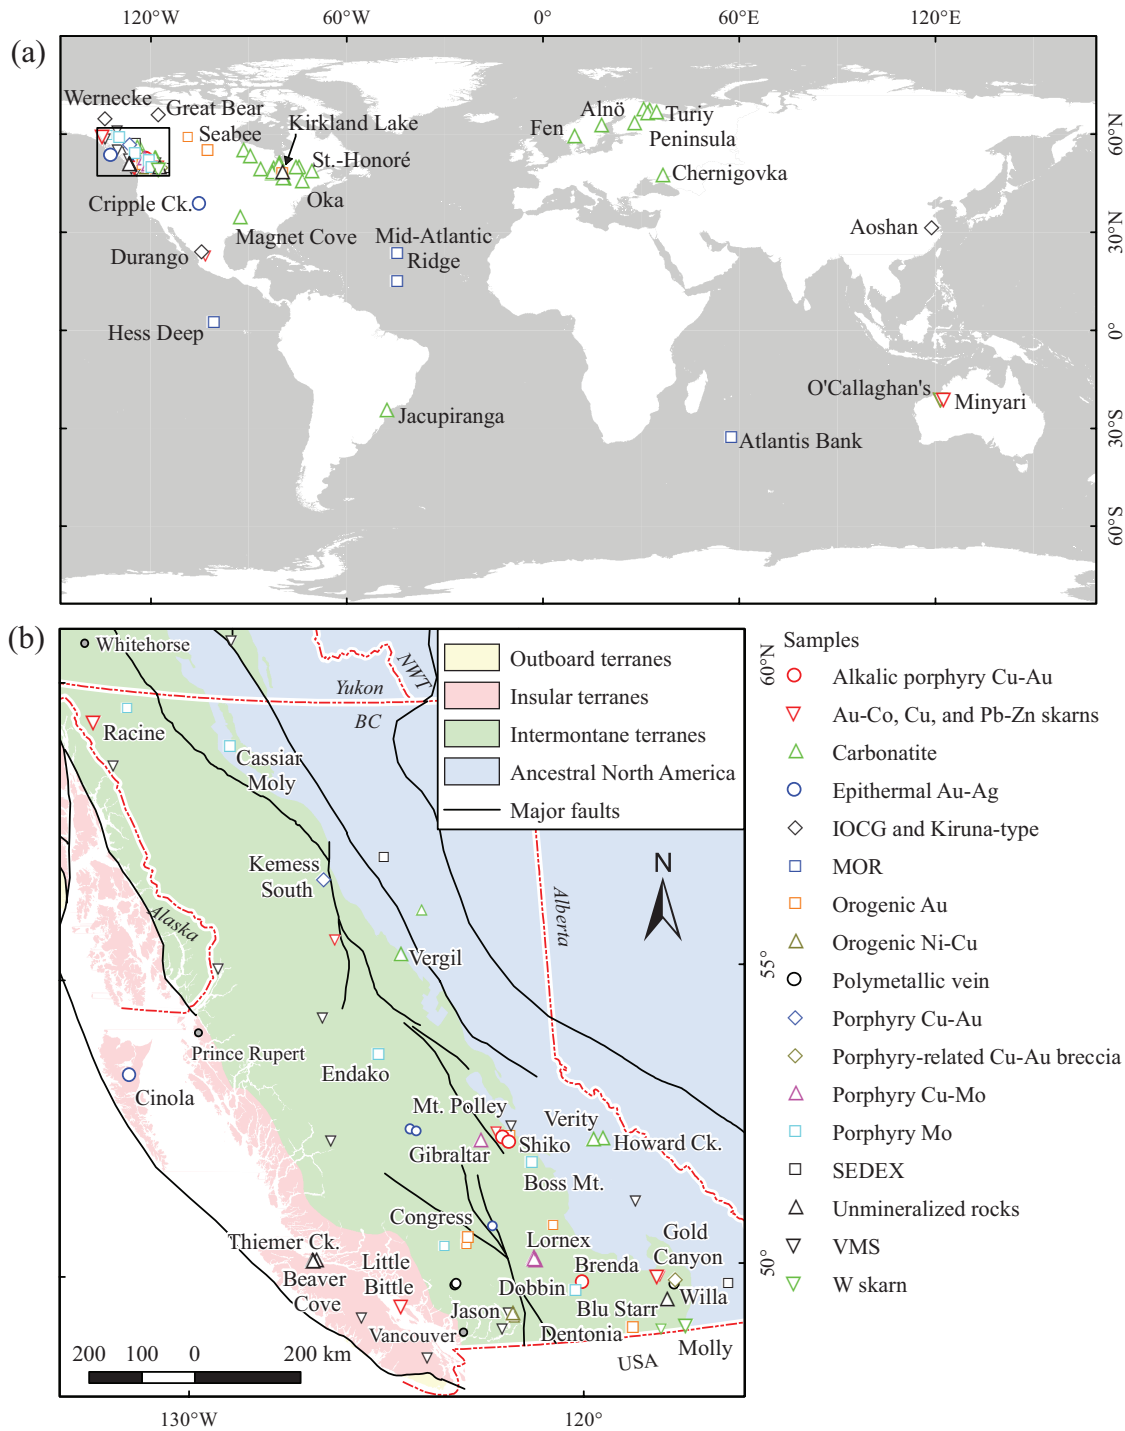 120°W 60°W 0° 60°E 120°E
(a)
Wernecke
Great Bear
Seabee
Kirkland Lake
St.-Honoré
Oka
Cripple Ck.
Magnet Cove
Durango
Mid-Atlantic
Ridge
Hess Deep
Jacupiranga
Alnö
Turiy
Peninsula
Fen
Chernigovka
Aoshan
O'Callaghan's
Minyari
Atlantis Bank
60°N
30°N
0°
30°S
60°S
(b)
Whitehorse
Yukon
NWT
BC
Racine
Cassiar
Moly
Kemess
South
Alaska
Alberta
N
Vergil
Prince Rupert
Endako
Cinola
Mt. Polley
Verity
Gibraltar
Shiko
Howard Ck.
Boss Mt.
Congress
Gold
Canyon
Thiemer Ck.
Lornex
Little
Bittle
Brenda
Beaver
Cove
Dobbin
Blu Starr
Willa
Jason
Vancouver
Dentonia
Molly
USA
200 100 0 200 km
130°W 120°
60°N
55°
50°
Outboard terranes
Insular terranes
Intermontane terranes
Ancestral North America
Major faults
Samples
Alkalic porphyry Cu-Au
Au-Co, Cu, and Pb-Zn skarns
Carbonatite
Epithermal Au-Ag
IOCG and Kiruna-type
MOR
Orogenic Au
Orogenic Ni-Cu
Polymetallic vein
Porphyry Cu-Au
Porphyry-related Cu-Au breccia
Porphyry Cu-Mo
Porphyry Mo
SEDEX
Unmineralized rocks
VMS
W skarn